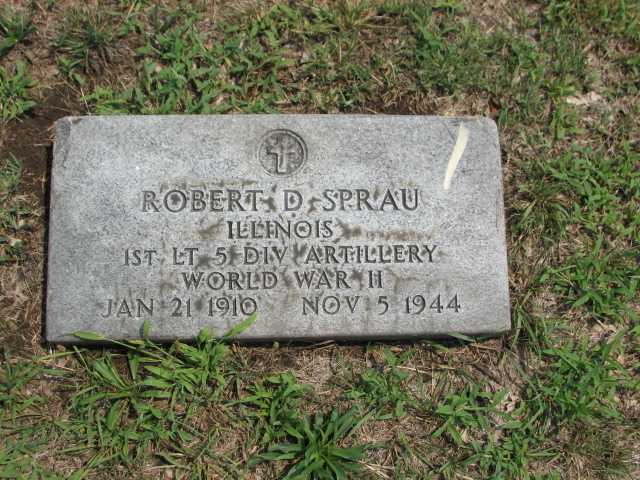 ROBERT D SPRAU
ILLINOIS
1ST LT 5 DIV ARTILLERY
WORLD WAR II
JAN 21 1910 NOV 5 1944